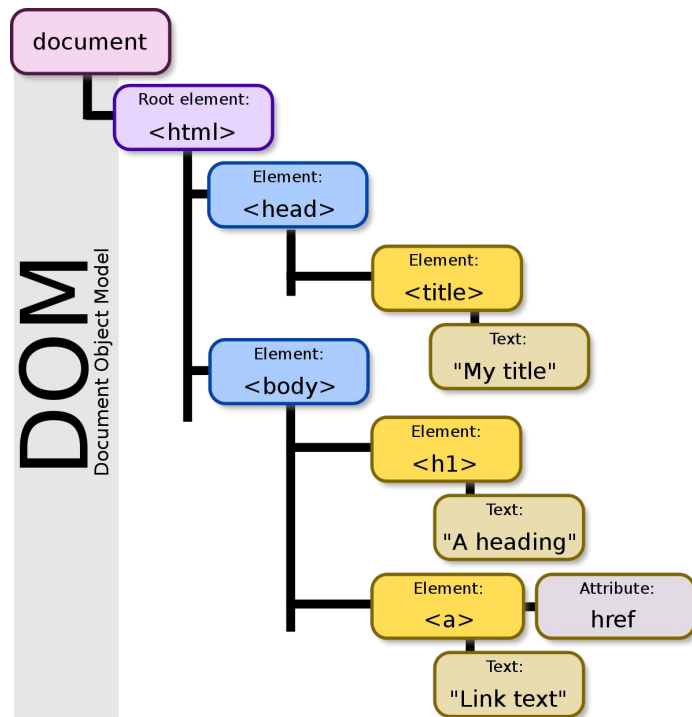 document
Root element:
<html>
Element:
<head>
Element:
<title>
Text:
"My title"
DOM
Document Object Model
Element:
<body>
Element:
<h1>
Text:
"A heading"
Element:
<a>
Attribute:
href
Text:
"Link text"